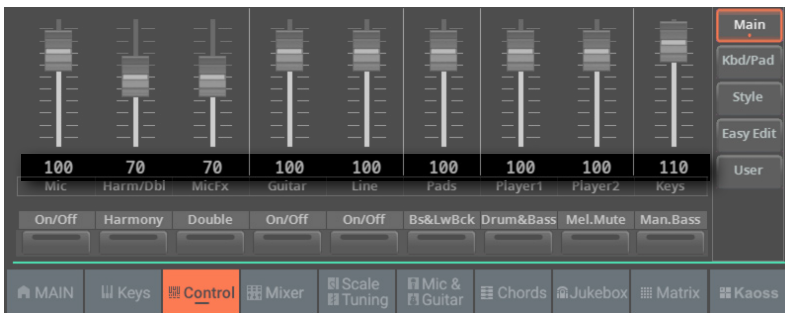 Main
Kbd/Pad
Style
Easy Edit
User
100 70 70 100 100 100 100 100 110
Mic Harm/Dbl MicFx Guitar Line Pads Player1 Player2 Keys
On/Off Harmony Double On/Off On/Off Bs&LwBck Drum&Bass Mel.Mute Man.Bass
MAIN Keys Control Mixer Scale Tuning Mic & Guitar Chords Jukebox Matrix Kaoss